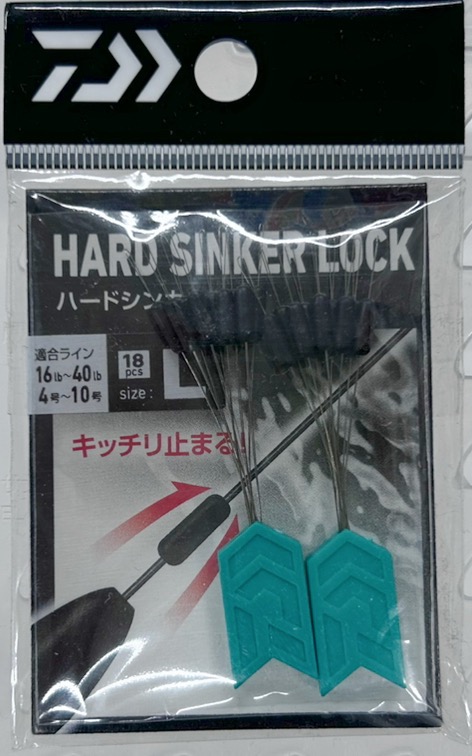 HARD SINKER LOCK
ハードシンカ
適合ライン
16lb~40lb
4号~10号
18
pcs
size: L
キッチリ止まる!